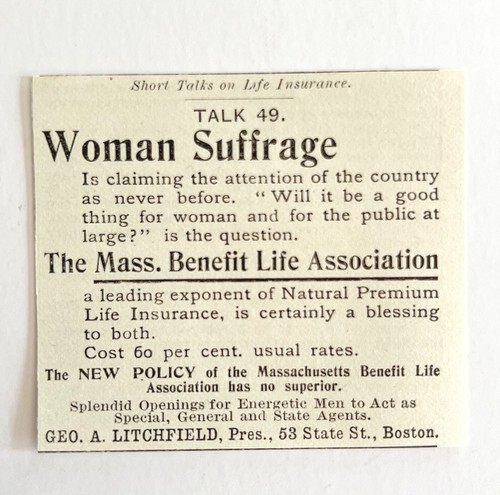 Short Talks on Life Insurance.
TALK 49.
Woman Suffrage
Is claiming the attention of the country
as never before. "Will it be a good
thing for woman and for the public at
large?" is the question.
The Mass. Benefit Life Association
a leading exponent of Natural Premium
Life Insurance, is certainly a blessing
to both.
Cost 60 per cent. usual rates.
The NEW POLICY of the Massachusetts Benefit Life
Association has no superior.
Splendid Openings for Energetic Men to Act as
Special, General and State Agents.
GEO. A. LITCHFIELD, Pres., 53 State St., Boston.